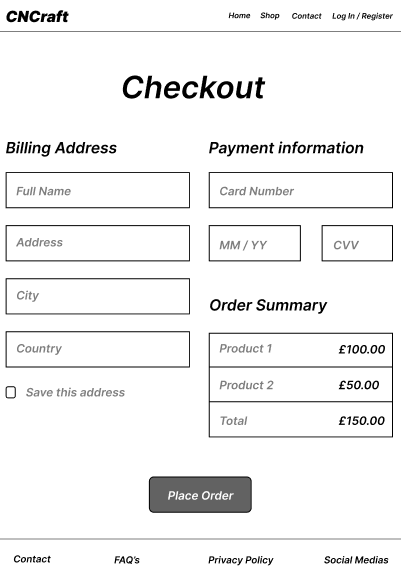 CNCraft
Home Shop Contact Log In / Register
Checkout
Billing Address
Full Name
Address
City
Country
Save this address
Payment information
Card Number
MM / YY CVV
Order Summary
Product 1 £100.00
Product 2 £50.00
Total £150.00
Place Order
Contact FAQ's Privacy Policy Social Medias